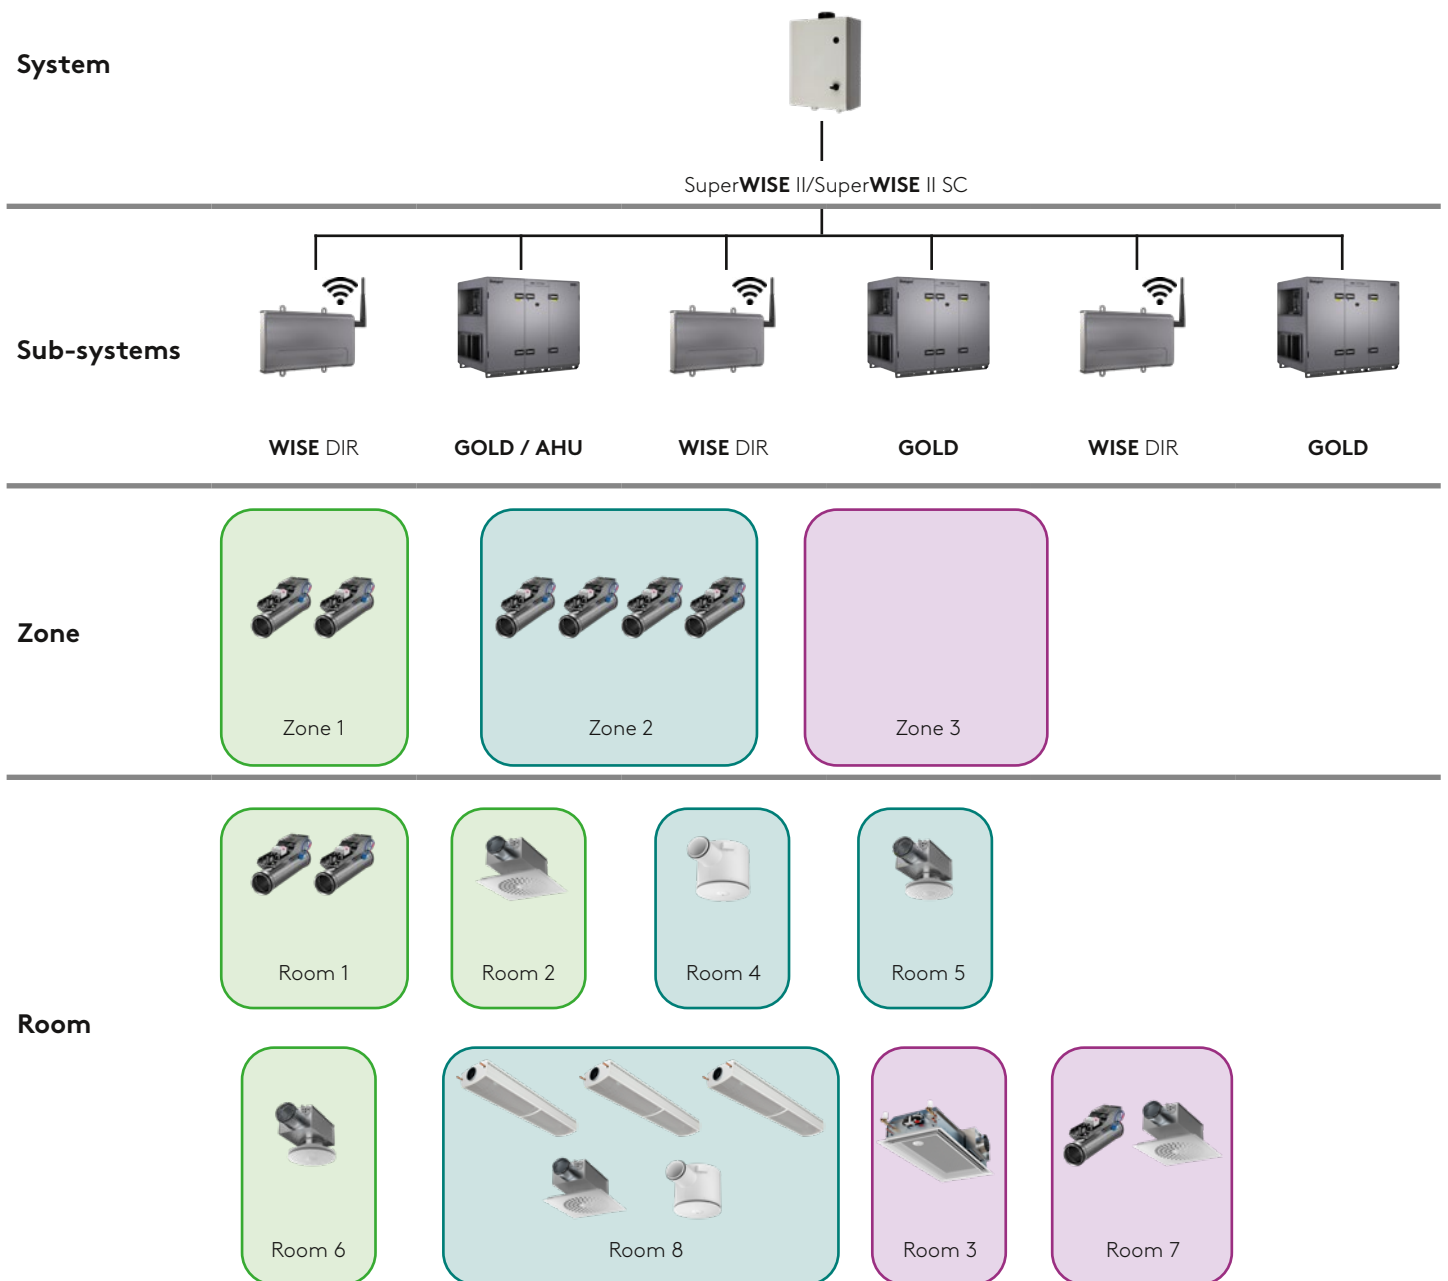 System
SuperWISE II/SuperWISE II SC
Sub-systems
WISE DIR
GOLD / AHU
WISE DIR
GOLD
WISE DIR
GOLD
Zone
Zone 1
Zone 2
Zone 3
Room
Room 1
Room 2
Room 4
Room 5
Room 6
Room 8
Room 3
Room 7